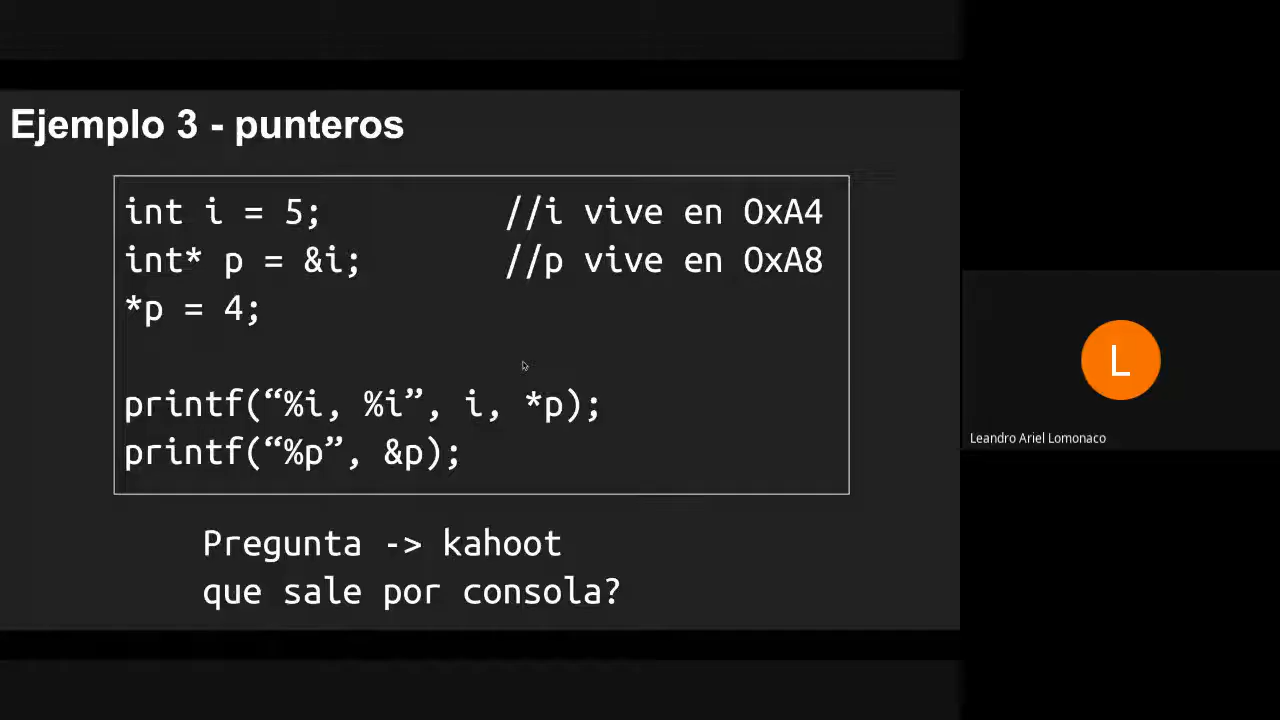 Ejemplo 3 - punteros
int i = 5; //i vive en 0xA4
int* p = &i; //p vive en 0xA8
*p = 4;
printf(“%i, %i”, i, *p);
printf(“%p”, &p);
Pregunta -> kahoot
que sale por consola?
L
Leandro Ariel Lomonaco